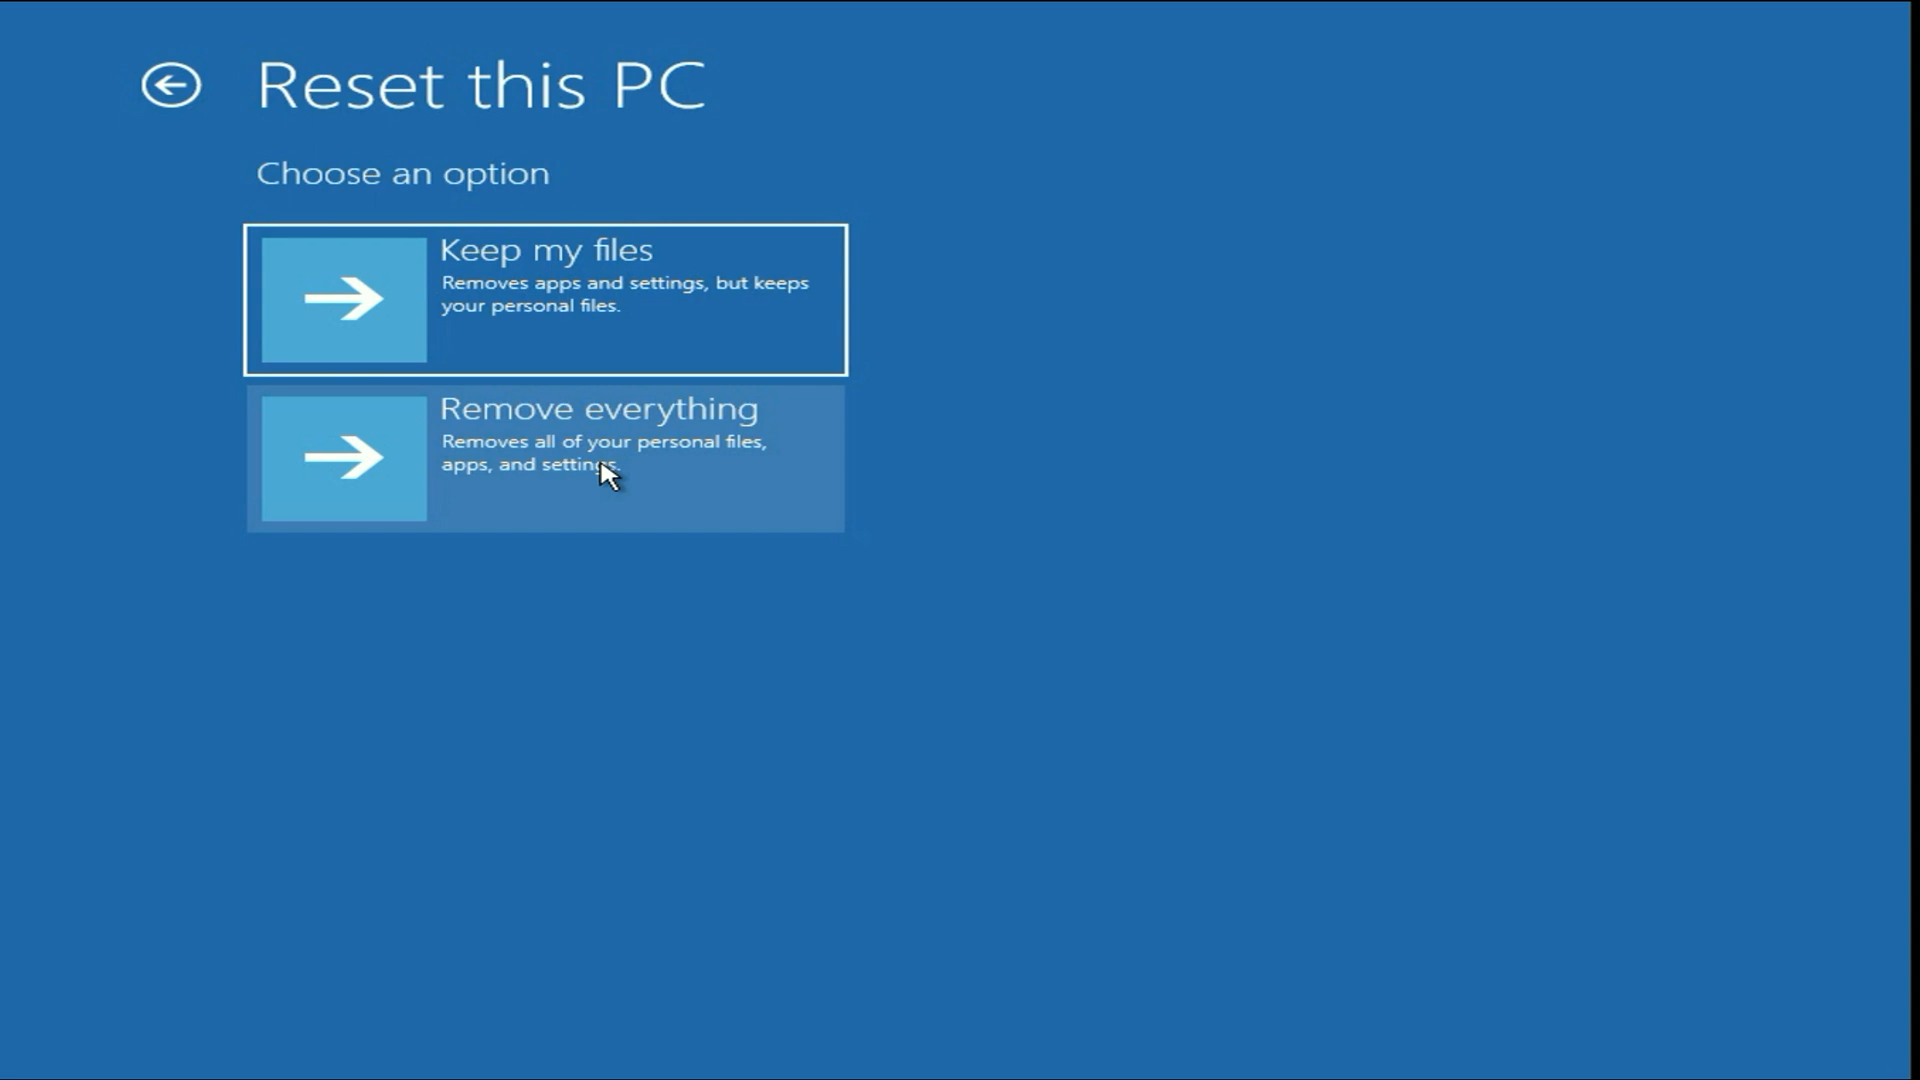 Reset this PC
Choose an option
Keep my files
Removes apps and settings, but keeps
your personal files.
Remove everything
Removes all of your personal files,
apps, and settings.